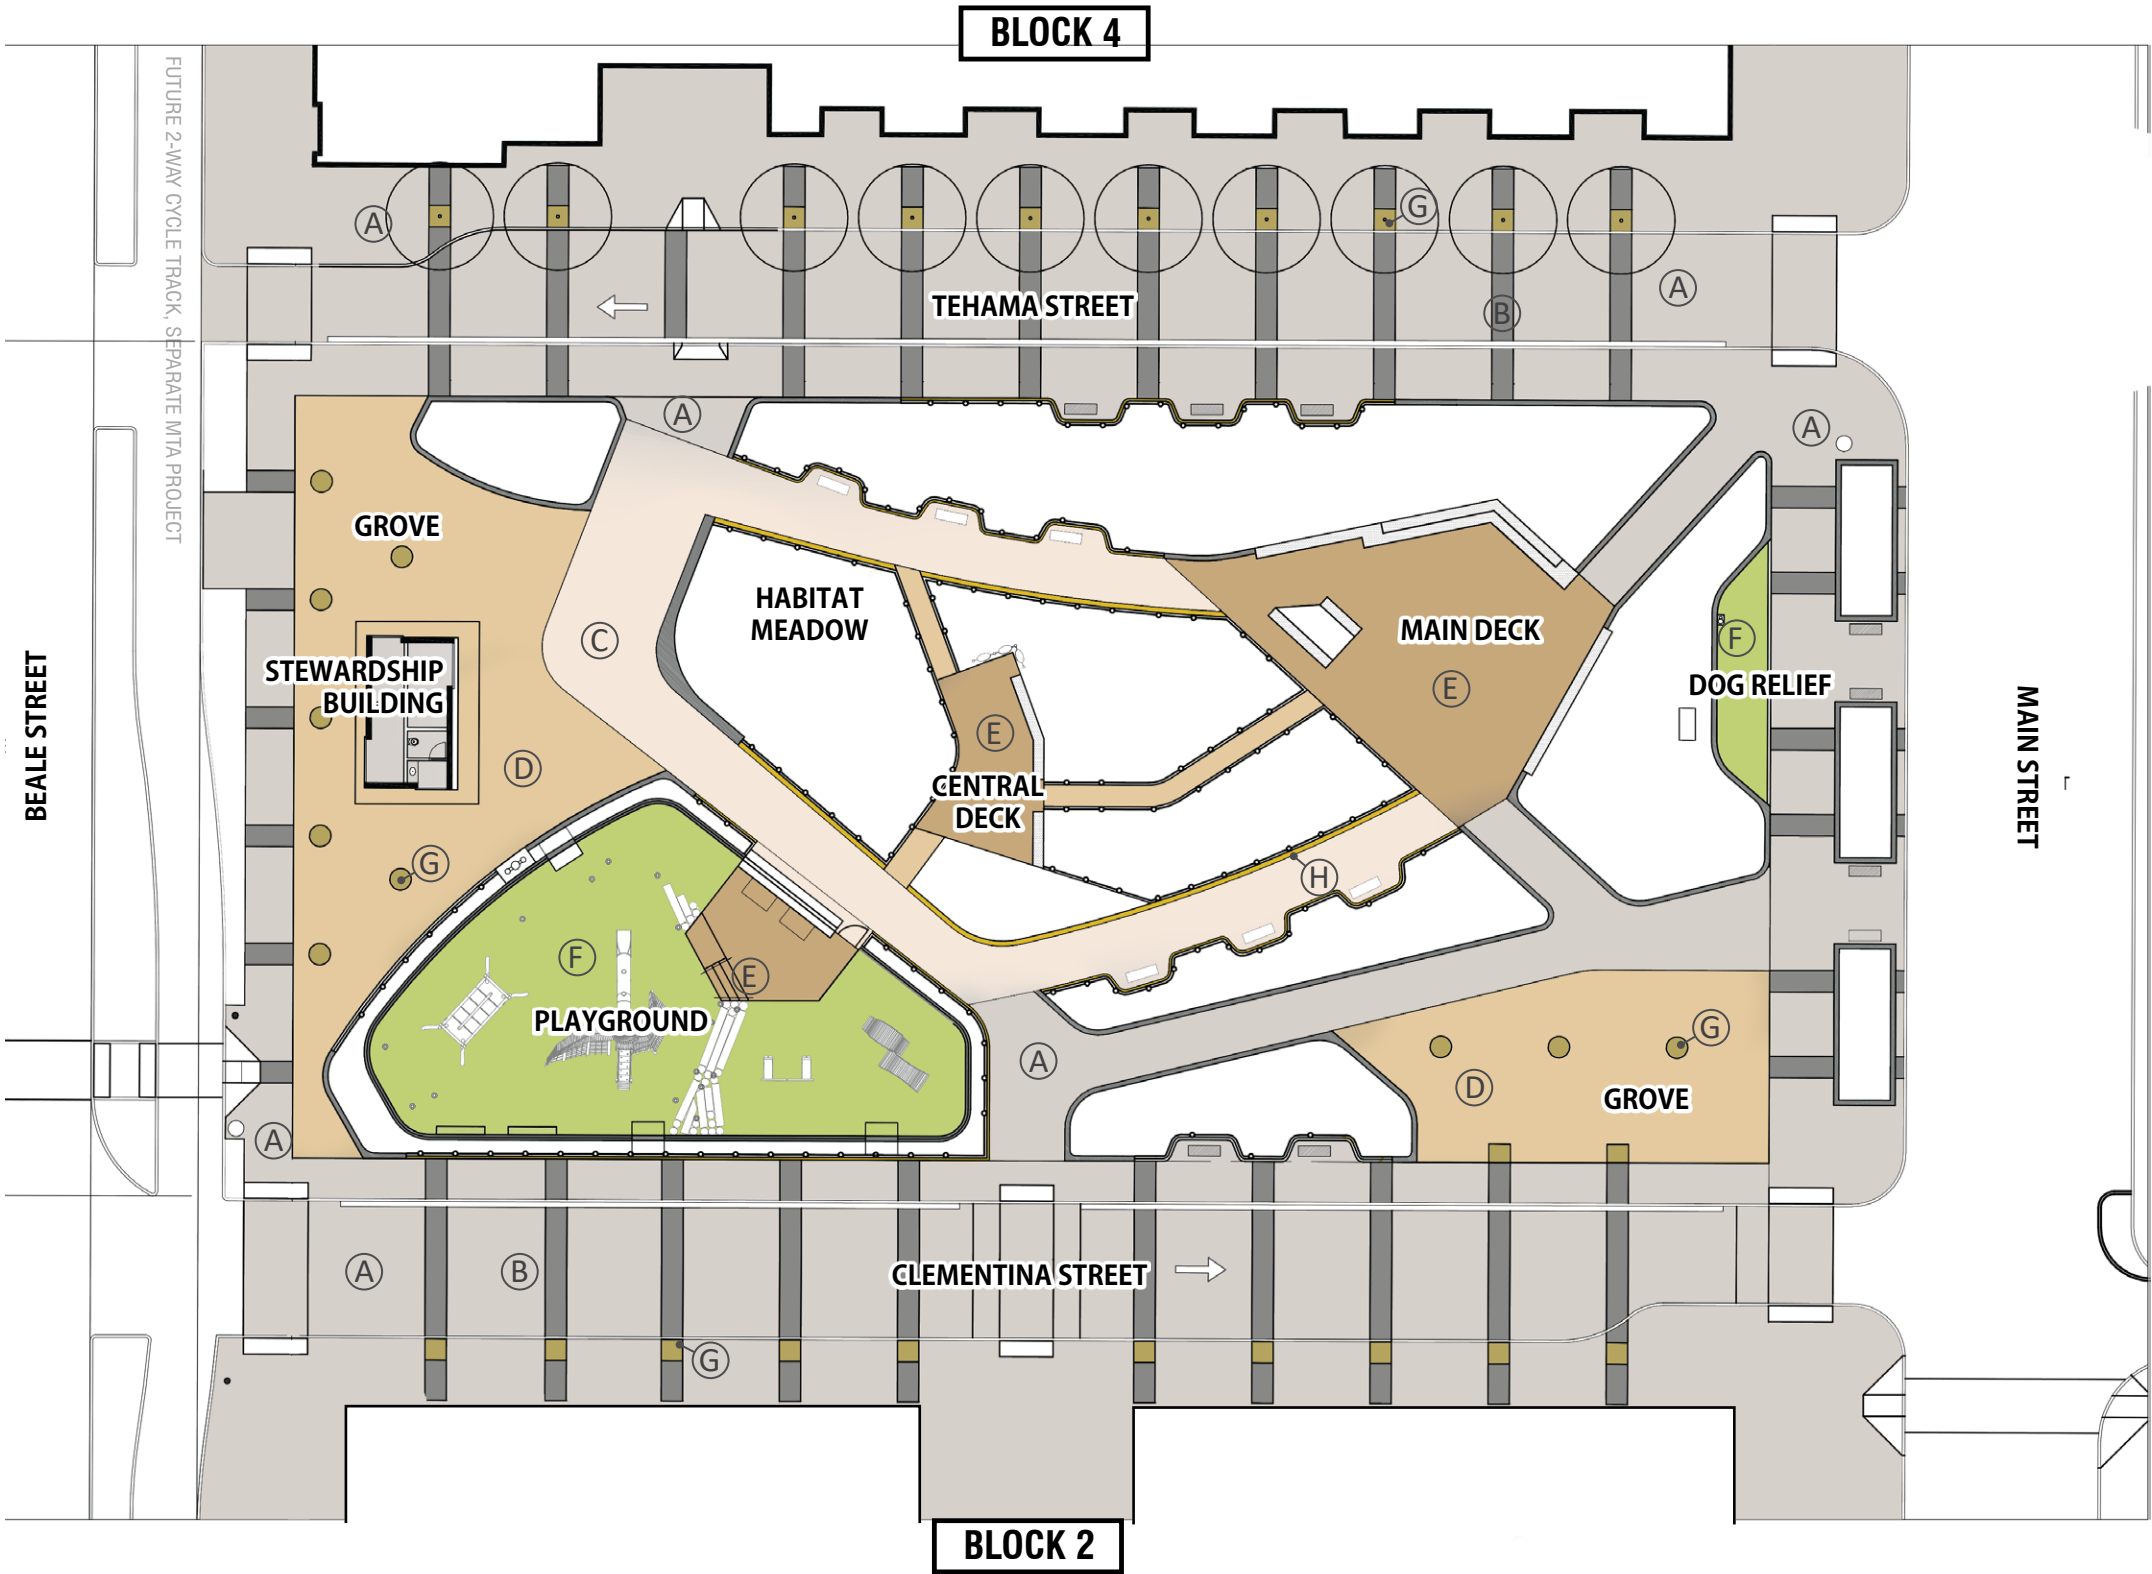 BLOCK 4
FUTURE 2-WAY CYCLE TRACK, SEPARATE MTA PROJECT
A
G
TEHAMA STREET
A
B
A
A
GROVE
HABITAT
MEADOW
C
MAIN DECK
F
STEWARDSHIP
BUILDING
E
DOG RELIEF
BEALE STREET
MAIN STREET
E
D
CENTRAL
DECK
G
H
F
E
PLAYGROUND
G
A
D
GROVE
A
A
B
CLEMENTINA STREET
G
BLOCK 2